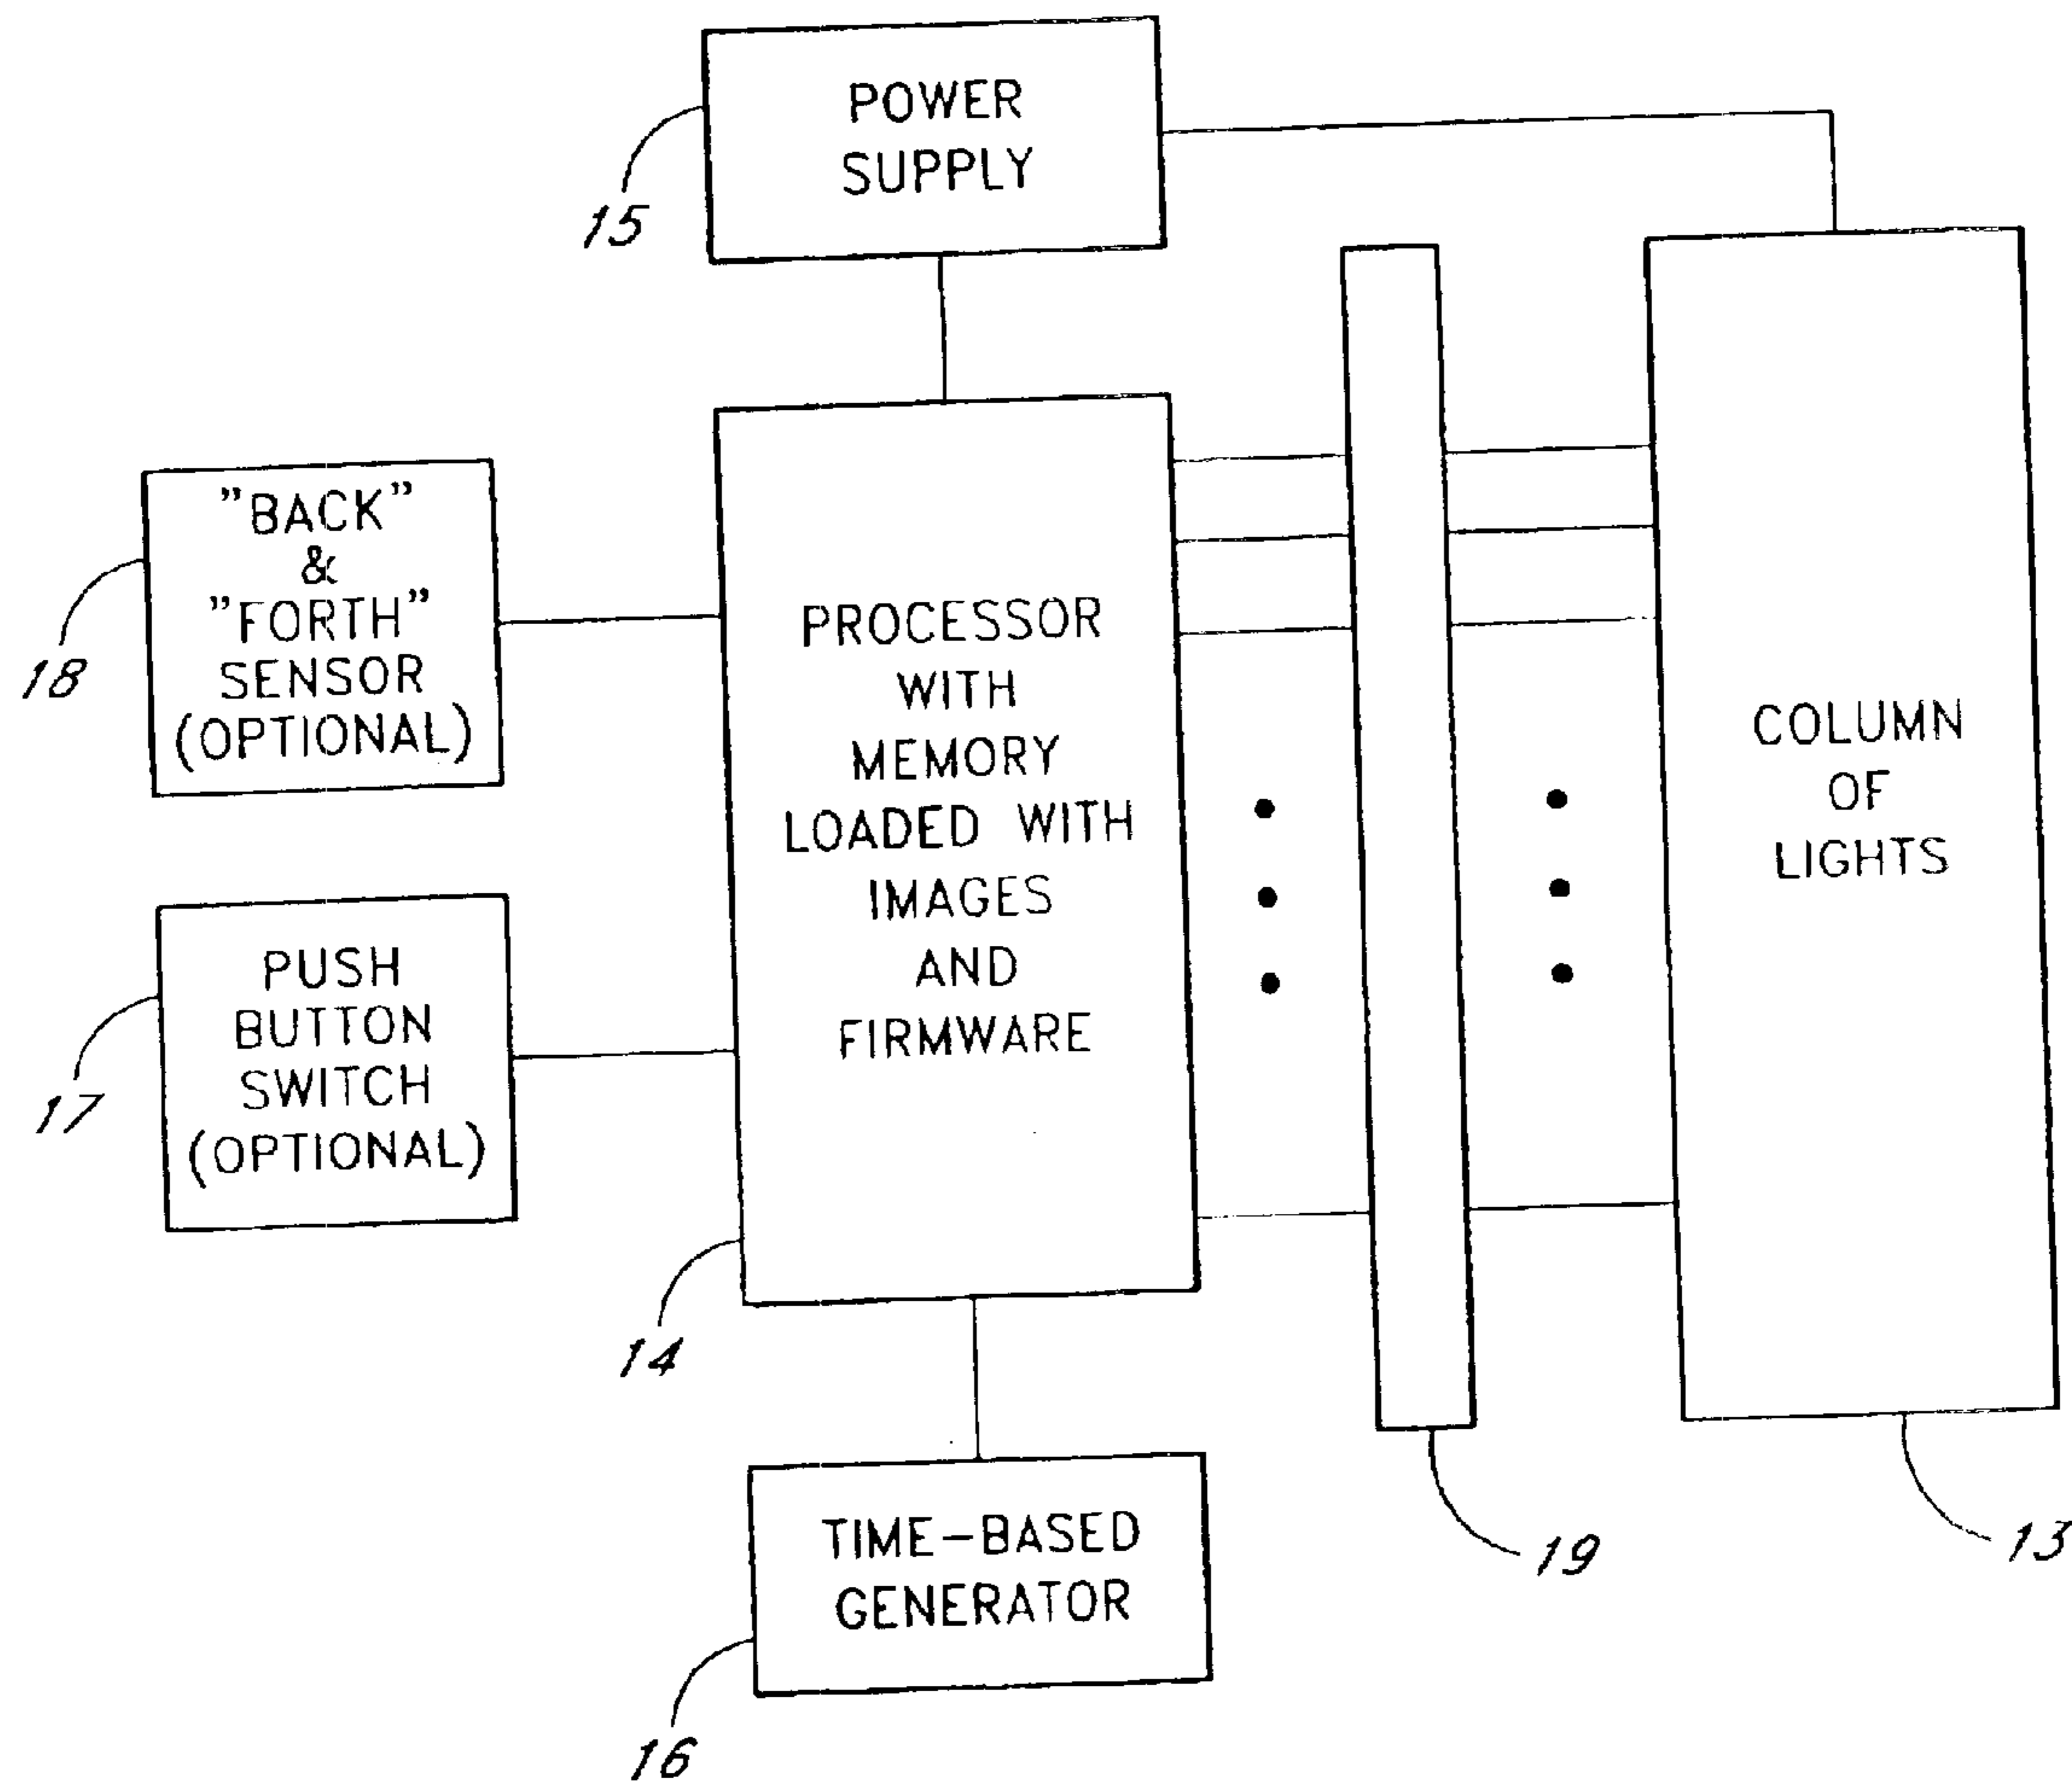 POWER
SUPPLY
15
"BACK"
&
"FORTH"
SENSOR
(OPTIONAL)
18
PROCESSOR
WITH
MEMORY
LOADED WITH
IMAGES
AND
FIRMWARE
14
COLUMN
OF
LIGHTS
13
PUSH
BUTTON
SWITCH
(OPTIONAL)
17
19
TIME-BASED
GENERATOR
16